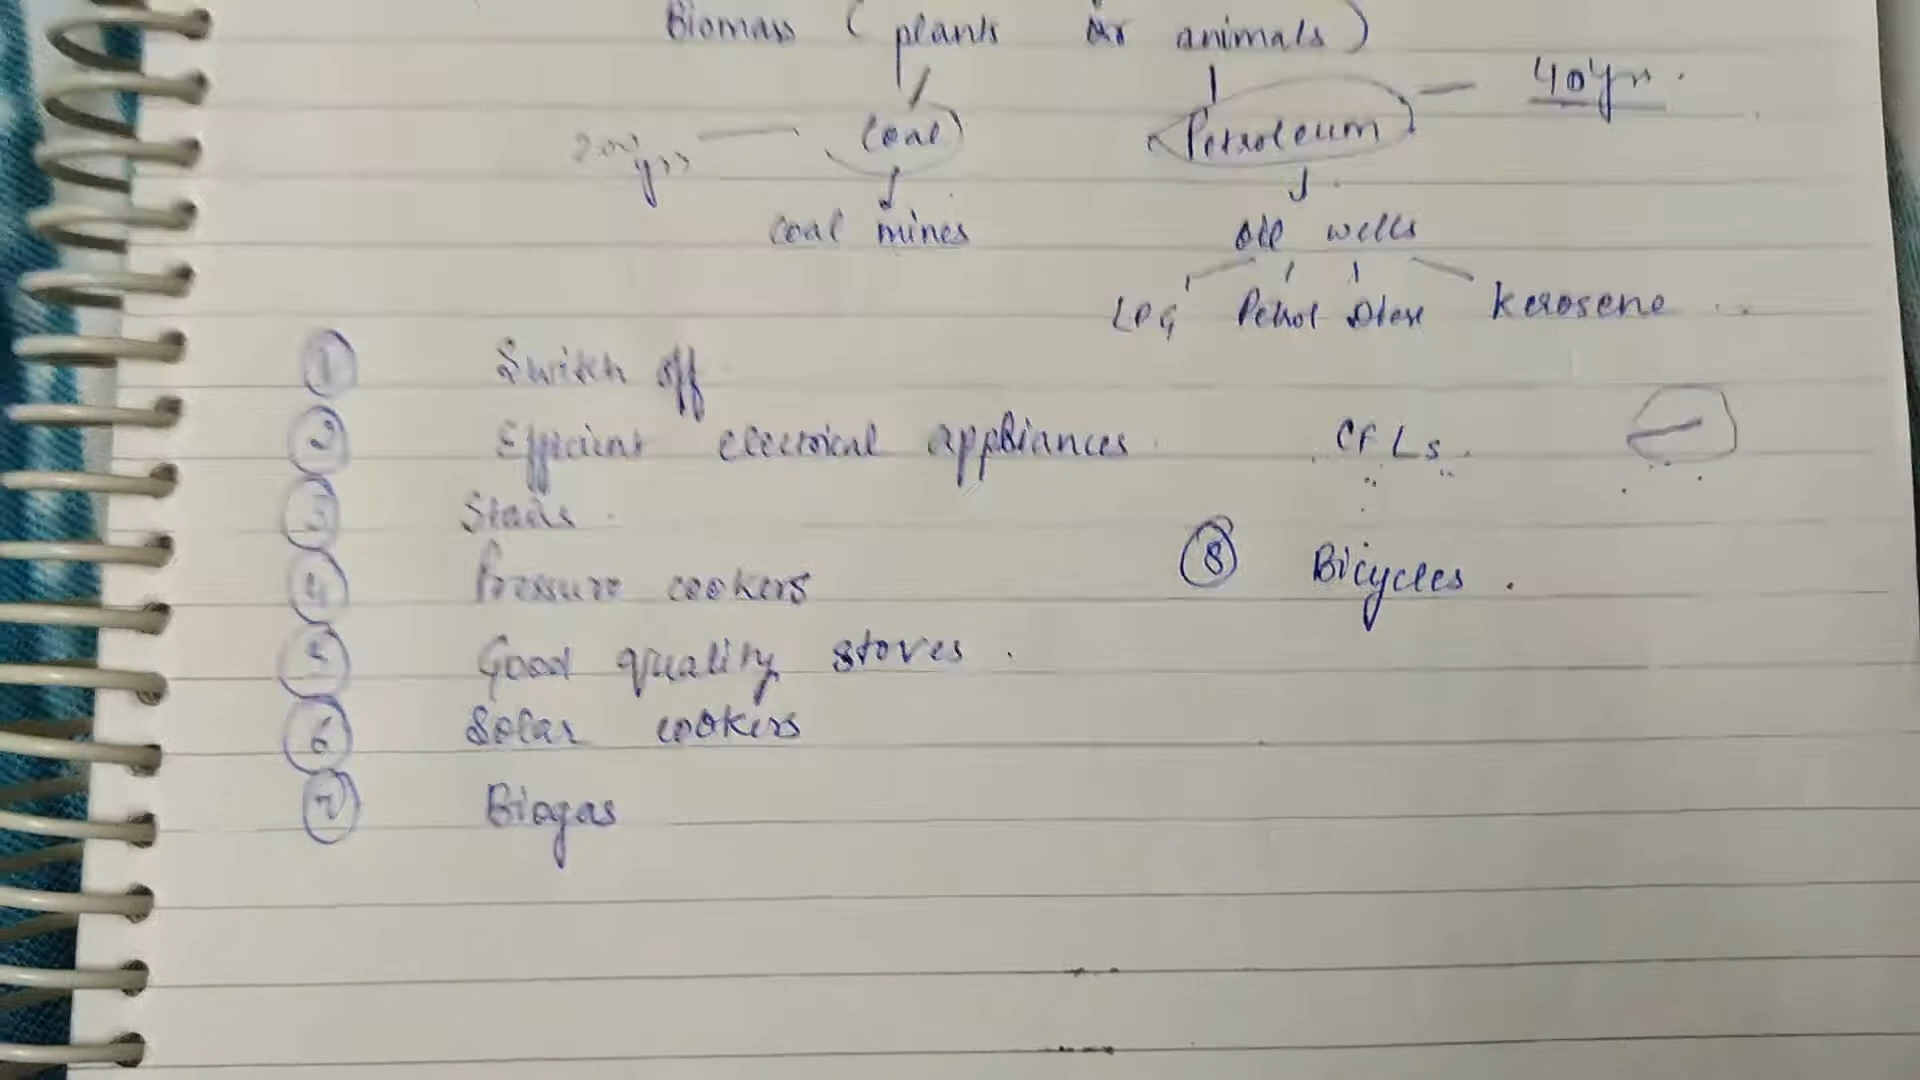 Biomass ( plants or animals )
40 yrs.
200 yrs
Coal
Petroleum
coal mines
oil wells
LPG Petrol Diesel kerosene ...
1 Switch off
2 Efficient electrical appliances CFLs
3 Stairs
4 Pressure cookers
8 Bicycles.
5 Good quality stoves.
6 Solar cookers
7 Biogas